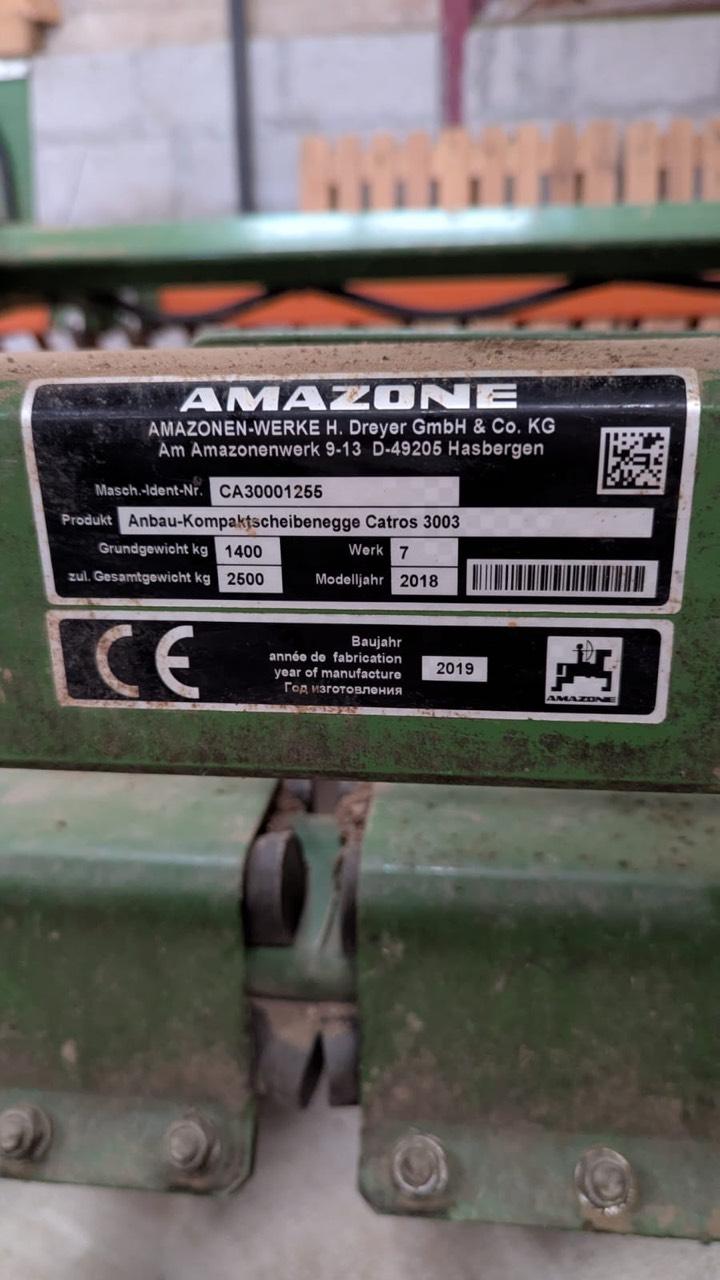 AMAZONE
AMAZONEN-WERKE H. Dreyer GmbH & Co. KG
Am Amazonenwerk 9-13 D-49205 Hasbergen
Masch.-Ident-Nr. CA30001255
Produkt Anbau-Kompaktscheibenegge Catros 3003
Grundgewicht kg 1400 Werk 7
zul. Gesamtgewicht kg 2500 Modelljahr 2018
CE
Baujahr
année de fabrication
year of manufacture
Год изготовления
2019
AMAZONE